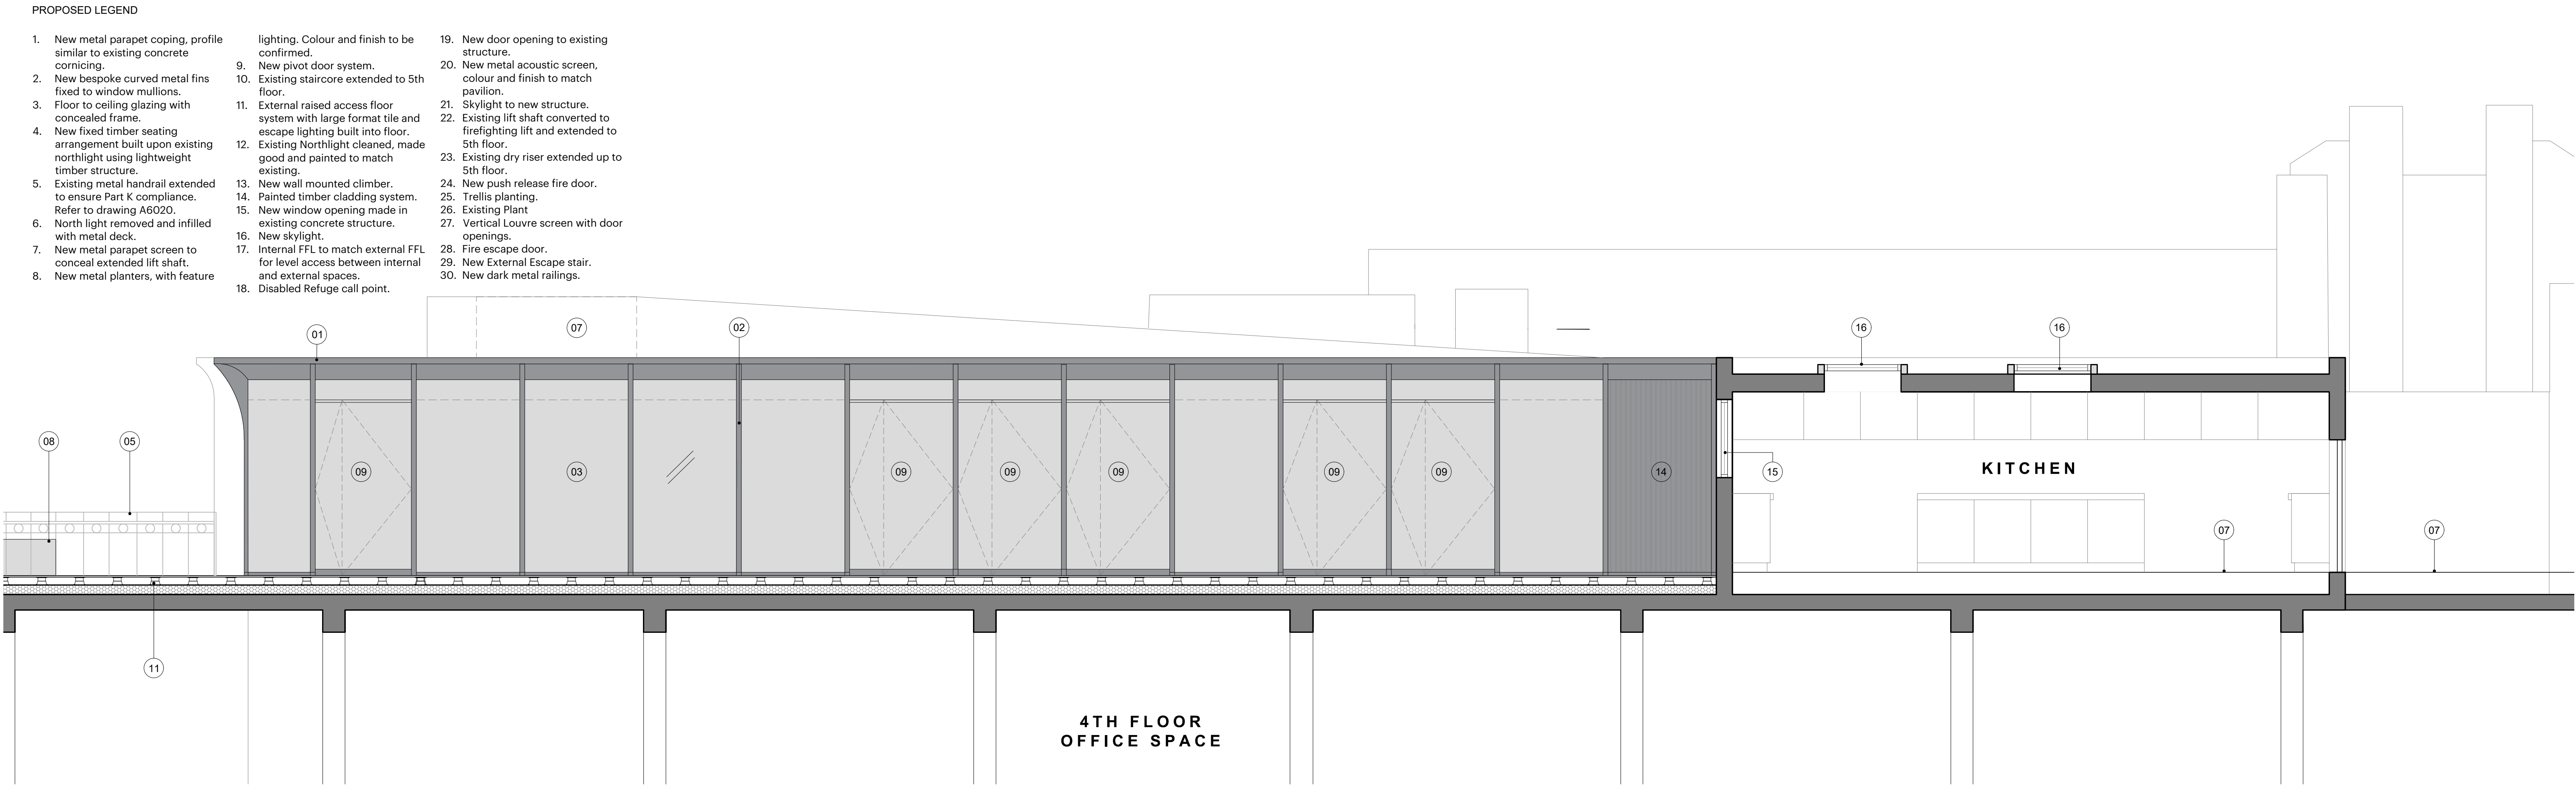 PROPOSED LEGEND
1. New metal parapet coping, profile
similar to existing concrete
cornicing.
2. New bespoke curved metal fins
fixed to window mullions.
3. Floor to ceiling glazing with
concealed frame.
4. New fixed timber seating
arrangement built upon existing
northlight using lightweight
timber structure.
5. Existing metal handrail extended
to ensure Part K compliance.
Refer to drawing A6020.
6. North light removed and infilled
with metal deck.
7. New metal parapet screen to
conceal extended lift shaft.
8. New metal planters, with feature
lighting. Colour and finish to be
confirmed.
9. New pivot door system.
10. Existing staircore extended to 5th
floor.
11. External raised access floor
system with large format tile and
escape lighting built into floor.
12. Existing Northlight cleaned, made
good and painted to match
existing.
13. New wall mounted climber.
14. Painted timber cladding system.
15. New window opening made in
existing concrete structure.
16. New skylight.
17. Internal FFL to match external FFL
for level access between internal
and external spaces.
18. Disabled Refuge call point.
19. New door opening to existing
structure.
20. New metal acoustic screen,
colour and finish to match
pavilion.
21. Skylight to new structure.
22. Existing lift shaft converted to
firefighting lift and extended to
5th floor.
23. Existing dry riser extended up to
5th floor.
24. New push release fire door.
25. Trellis planting.
26. Existing Plant
27. Vertical Louvre screen with door
openings.
28. Fire escape door.
29. New External Escape stair.
30. New dark metal railings.
01
07
02
16
16
08
05
09
03
09
09
09
09
09
14
15
KITCHEN
07
07
11
4TH FLOOR
OFFICE SPACE